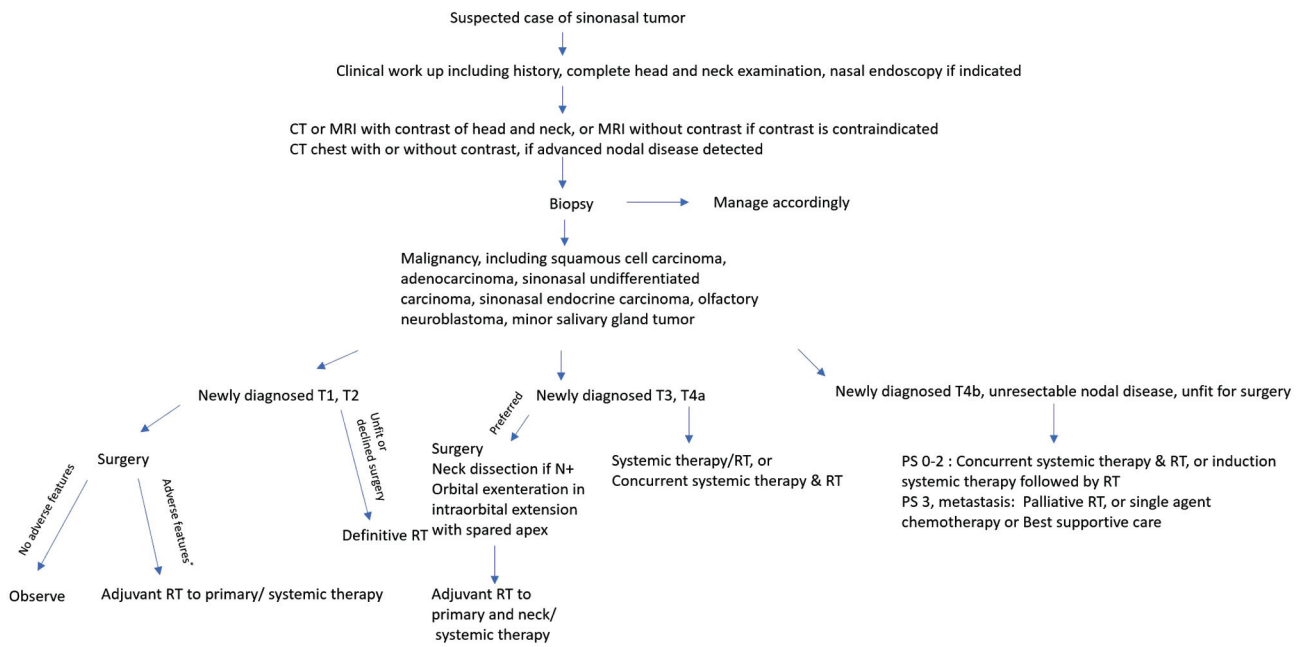 Suspected case of sinonasal tumor
Clinical work up including history, complete head and neck examination, nasal endoscopy if indicated
CT or MRI with contrast of head and neck, or MRI without contrast if contrast is contraindicated
CT chest with or without contrast, if advanced nodal disease detected
Biopsy
Manage accordingly
Malignancy, including squamous cell carcinoma,
adenocarcinoma, sinonasal undifferentiated
carcinoma, sinonasal endocrine carcinoma, olfactory
neuroblastoma, minor salivary gland tumor
Newly diagnosed T1, T2
Unfit or
declined surgery
Surgery
No adverse features
Adverse features*
Definitive RT
Observe
Adjuvant RT to primary/ systemic therapy
Newly diagnosed T3, T4a
Preferred
Surgery
Neck dissection if N+
Orbital exenteration in
intraorbital extension
with spared apex
Adjuvant RT to
primary and neck/
systemic therapy
Systemic therapy/RT, or
Concurrent systemic therapy & RT
Newly diagnosed T4b, unresectable nodal disease, unfit for surgery
PS 0-2 : Concurrent systemic therapy & RT, or induction
systemic therapy followed by RT
PS 3, metastasis: Palliative RT, or single agent
chemotherapy or Best supportive care